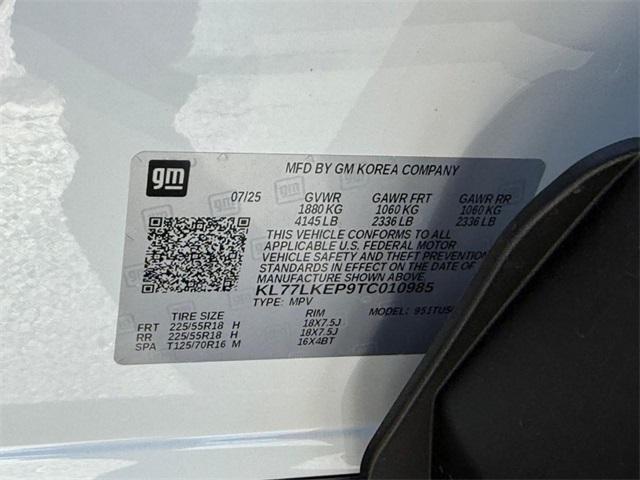 gm
MFD BY GM KOREA COMPANY
07/25 GVWR GAWR FRT GAWR RR
1880 KG 1060 KG 1060 KG
4145 LB 2336 LB 2336 LB
THIS VEHICLE CONFORMS TO ALL
APPLICABLE U.S. FEDERAL MOTOR
VEHICLE SAFETY AND THEFT PREVENTION
STANDARDS IN EFFECT ON THE DATE OF
MANUFACTURE SHOWN ABOVE.
KL77LKEP9TC010985
TYPE: MPV MODEL:
TIRE SIZE RIM
FRT 225/55R18 H 18X7.5J
RR 225/55R18 H 18X7.5J
SPA T125/70R16 M 16X4BT